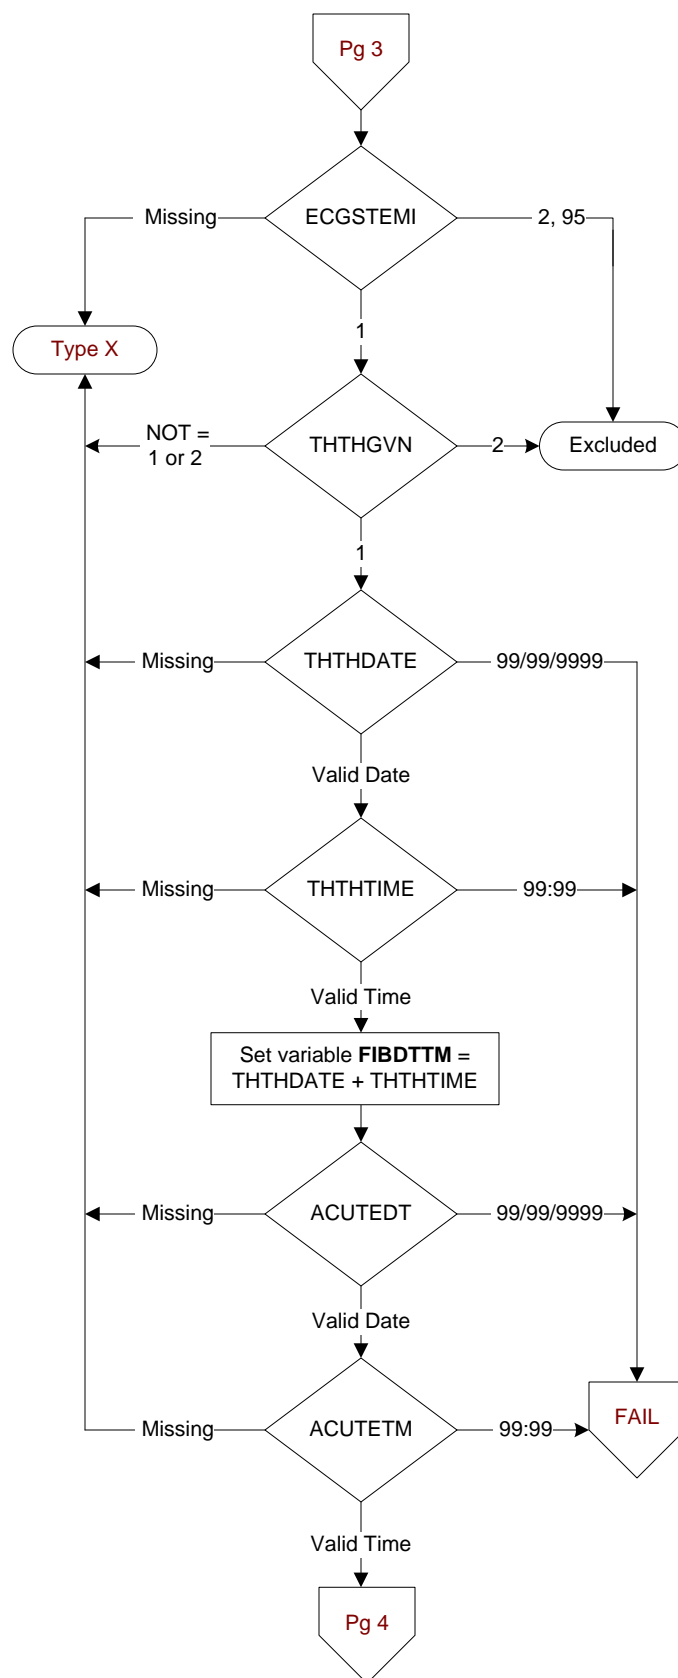 Pg 3
ECGSTEMI
Missing
2, 95
1
Type X
THTHGVN
NOT =
1 or 2
2
Excluded
1
THTHDATE
Missing
99/99/9999
Valid Date
THTHTIME
Missing
99:99
Valid Time
Set variable FIBDTTM =
THTHDATE + THTHTIME
ACUTEDT
Missing
99/99/9999
Valid Date
ACUTETM
Missing
99:99
FAIL
Valid Time
Pg 4